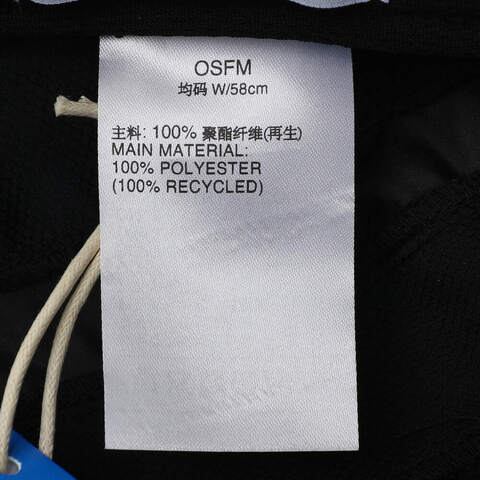 OSFM
均码 W/58cm
主料: 100% 聚酯纤维(再生)
MAIN MATERIAL:
100% POLYESTER
(100% RECYCLED)